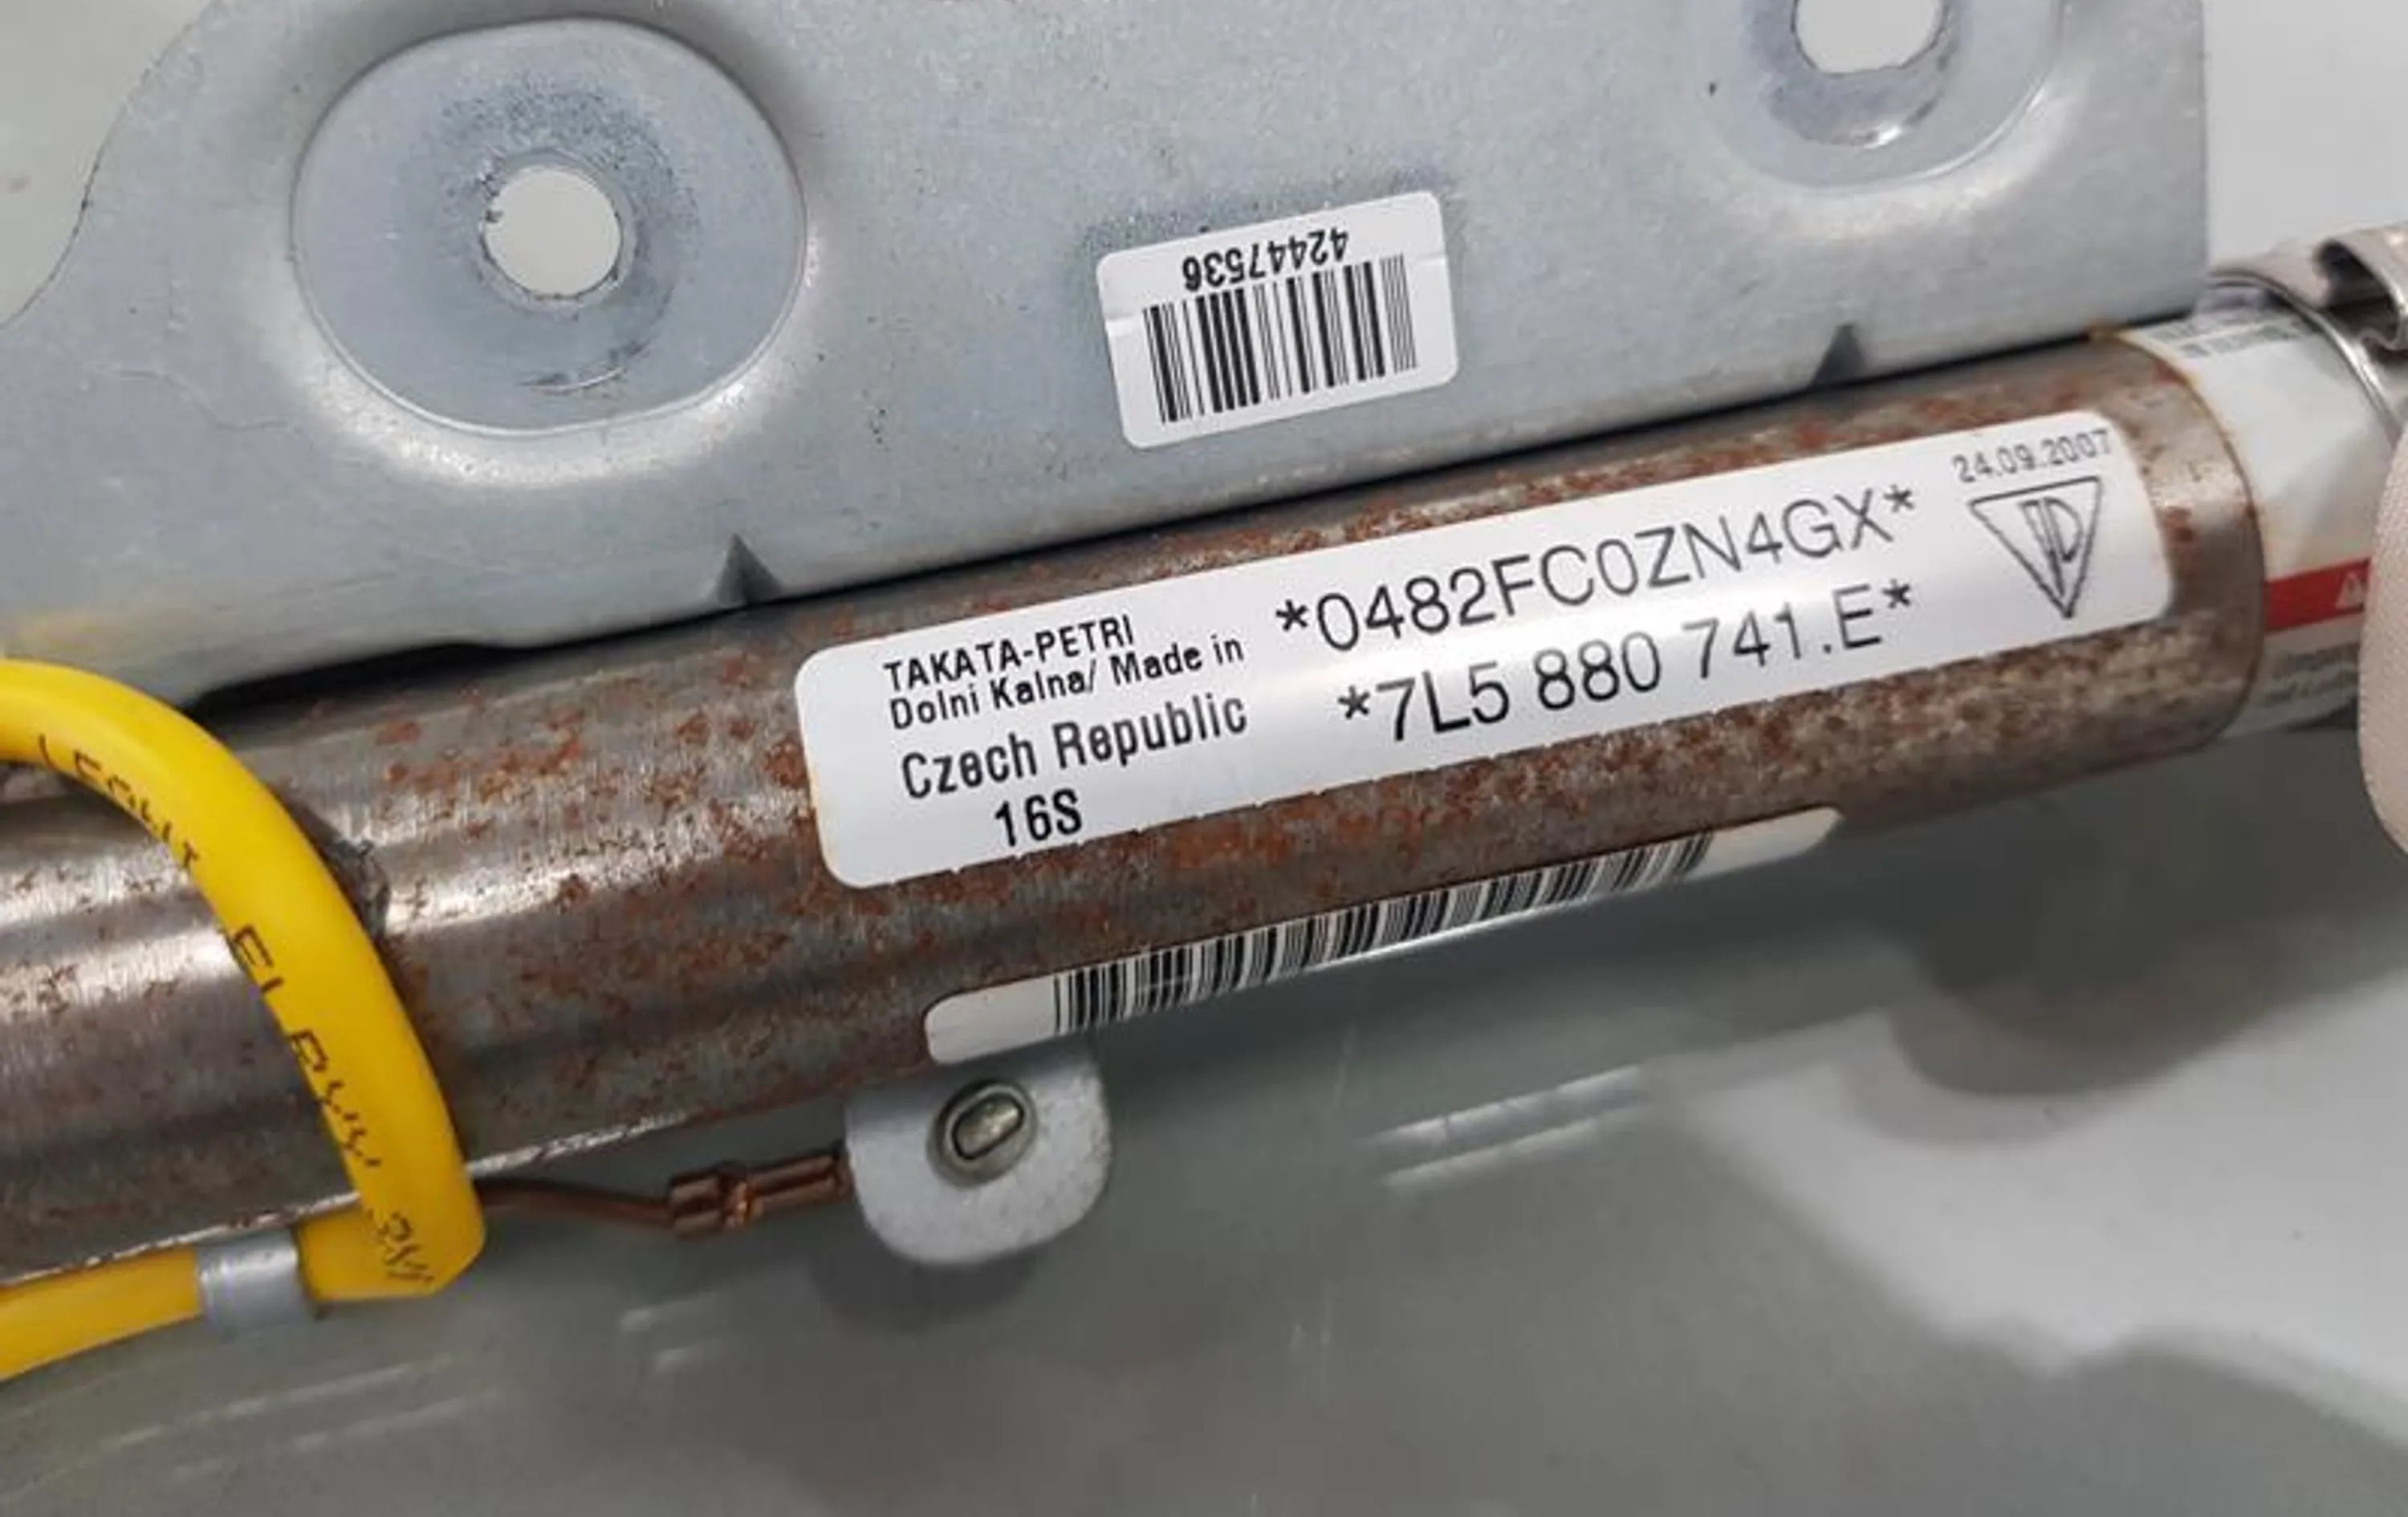 42447536
24.09.2007
TAKATA-PETRI
Dolni Kalna/ Made in
Czech Republic
16S
*0482FC0ZN4GX*
*7L5 880 741.E*